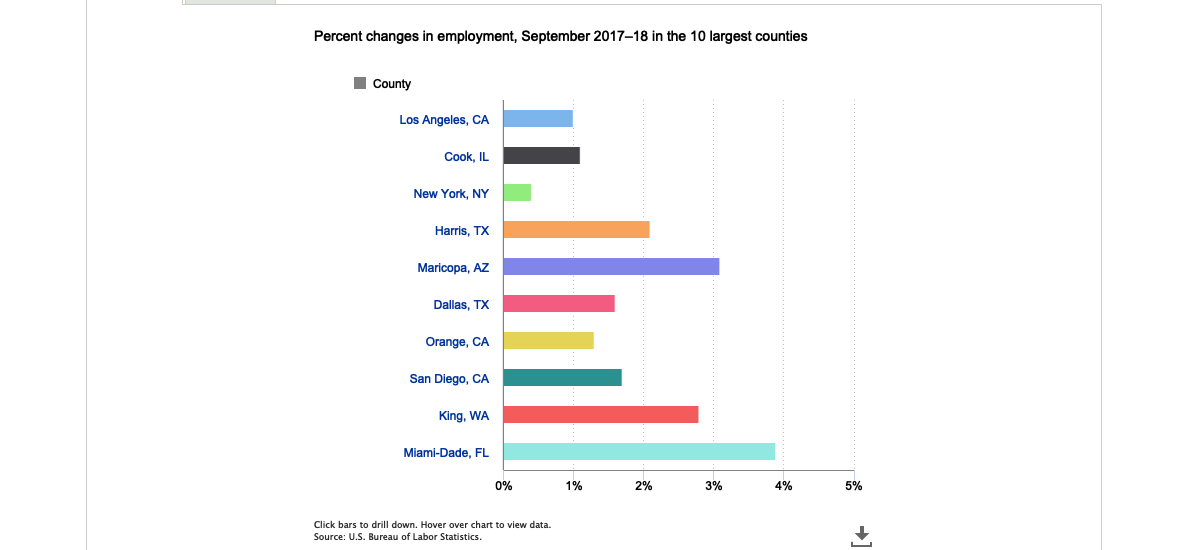 Percent changes in employment, September 2017–18 in the 10 largest counties
County
Los Angeles, CA
Cook, IL
New York, NY
Harris, TX
Maricopa, AZ
Dallas, TX
Orange, CA
San Diego, CA
King, WA
Miami-Dade, FL
0% 1% 2% 3% 4% 5%
Click bars to drill down. Hover over chart to view data.
Source: U.S. Bureau of Labor Statistics.